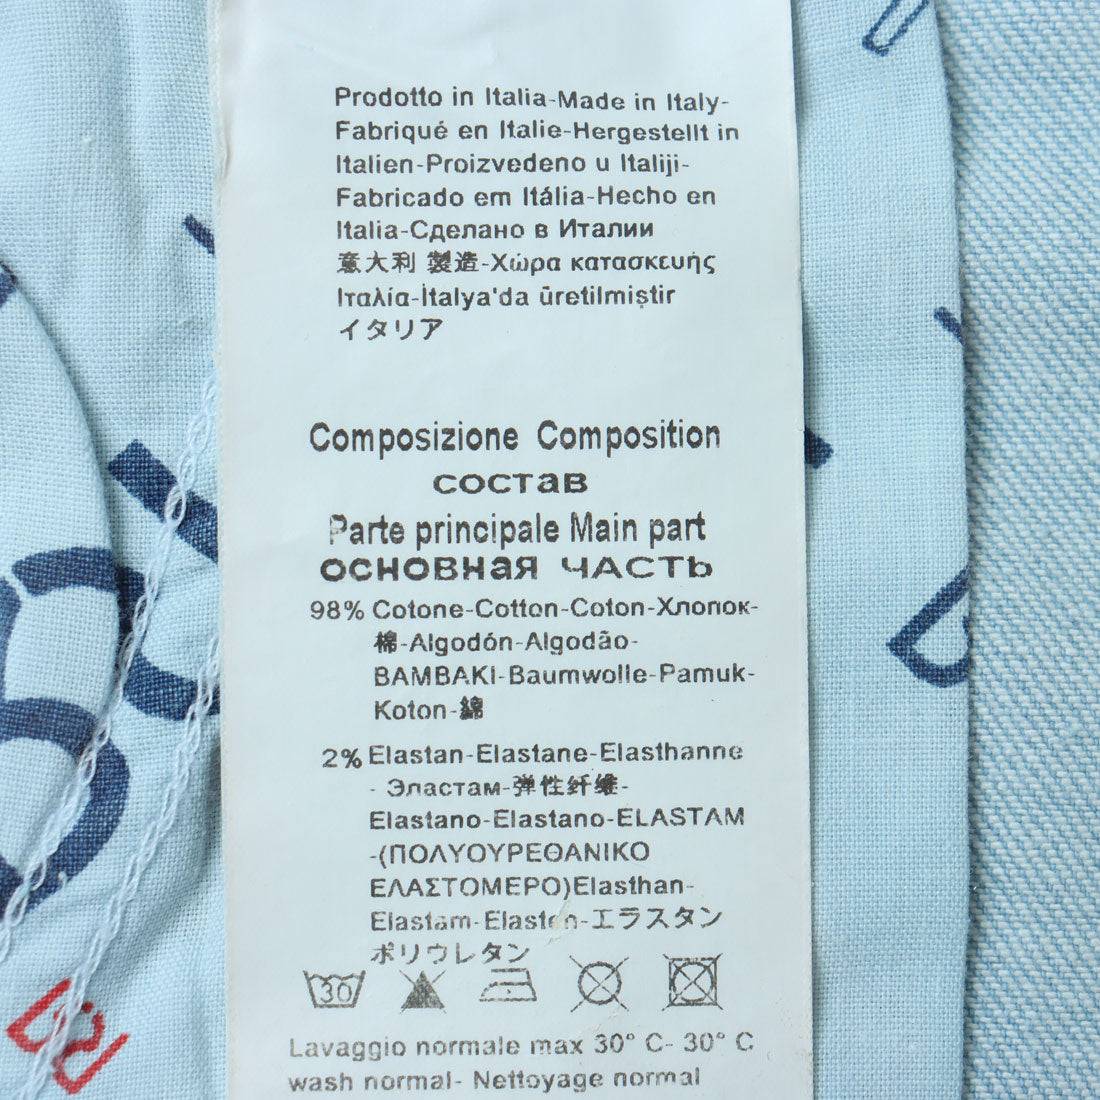 Prodotto in Italia-Made in Italy-
Fabriqué en Italie-Hergestellt in
Italien-Proizvedeno u Italiji-
Fabricado em Itália-Hecho en
Italia-Сделано в Италии
意大利 製造-Χώρα κατασκευής
Ιταλία-İtalya'da üretilmiştir
イタリア
Composizione Composition
состав
Parte principale Main part
основная часть
98% Cotone-Cotton-Coton-Хлопок-
棉-Algodón-Algodão-
BAMBAKI-Baumwolle-Pamuk-
Koton-綿
2% Elastan-Elastane-Elasthanne
- Эластам-弹性纤维-
Elastano-Elastano-ELASTAM
-(ΠΟΛΥΟΥΡΕΘΑΝΙΚΟ
ΕΛΑΣΤΟΜΕΡΟ)Elasthan-
Elastam-Elasten-エラスタン
ポリウレタン
30
Lavaggio normale max 30° C- 30° C
wash normal- Nettoyage normal